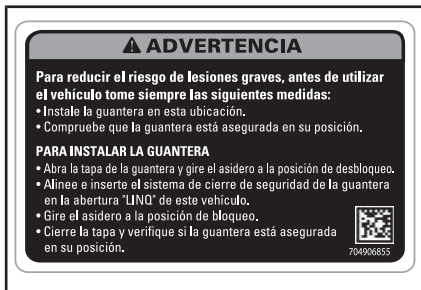 ADVERTENCIA
Para reducir el riesgo de lesiones graves, antes de utilizar
el vehículo tome siempre las siguientes medidas:
• Instale la guantera en esta ubicación.
• Compruebe que la guantera está asegurada en su posición.
PARA INSTALAR LA GUANTERA
• Abra la tapa de la guantera y gire el asidero a la posición de desbloqueo.
• Alinee e inserte el sistema de cierre de seguridad de la guantera
en la abertura "LINQ" de este vehículo.
• Gire el asidero a la posición de bloqueo.
• Cierre la tapa y verifique si la guantera está asegurada
en su posición.
704906855